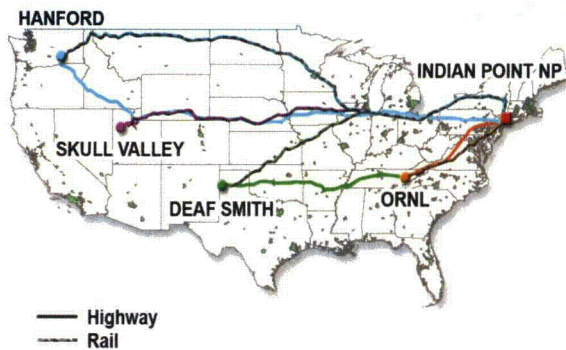 HANFORD
INDIAN POINT NP
SKULL VALLEY
DEAF SMITH
ORNL
Highway
Rail